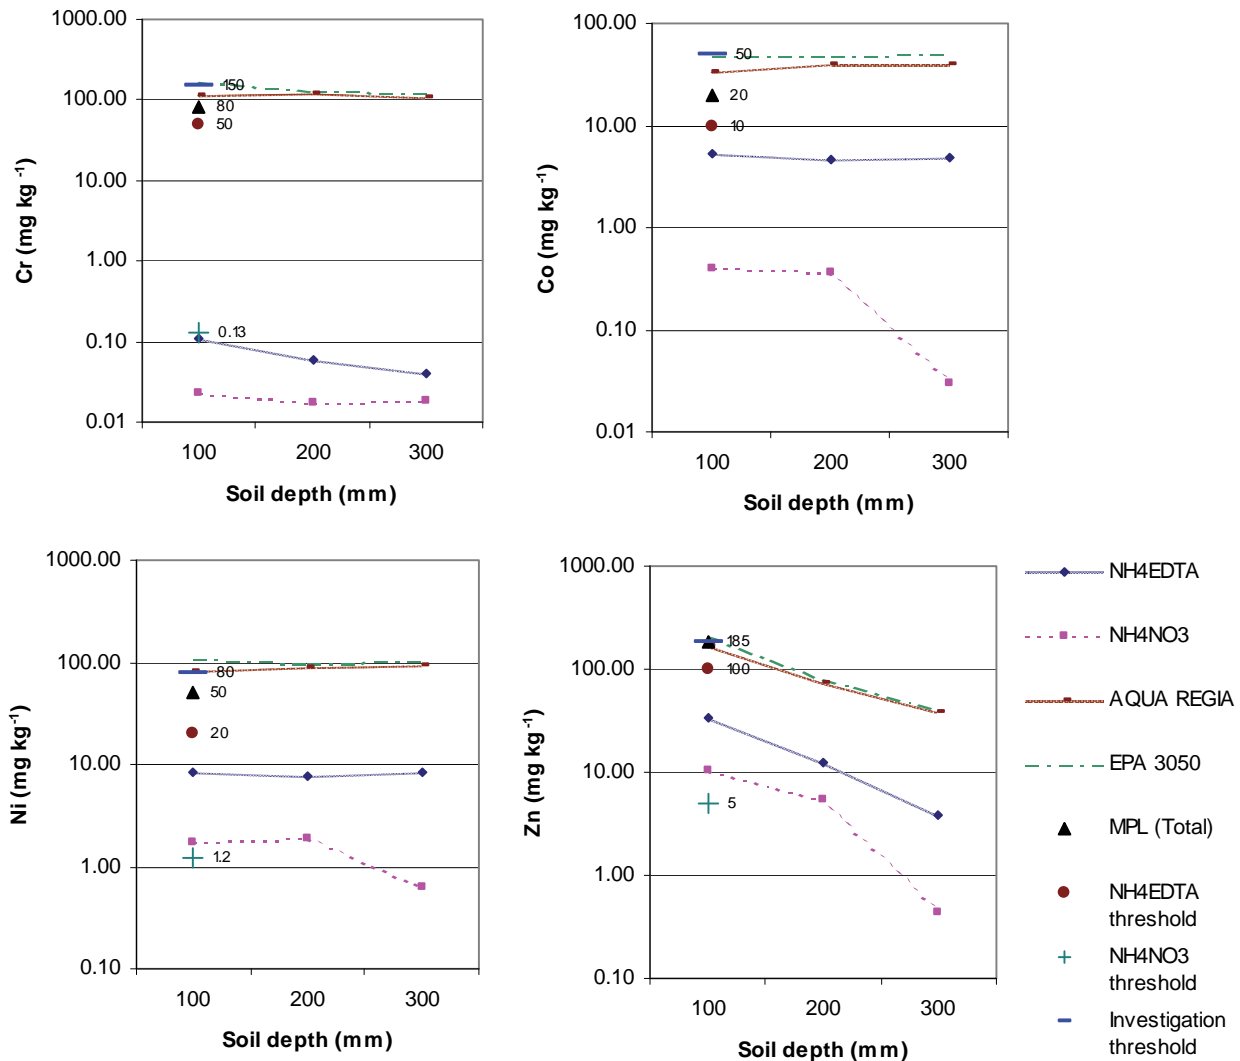 1000.00
100.00
10.00
1.00
0.10
0.01
Cr (mg kg-1)
150
80
50
0.13
100 200 300
Soil depth (mm)
100.00
10.00
1.00
0.10
0.01
Co (mg kg-1)
50
20
10
100 200 300
Soil depth (mm)
1000.00
100.00
10.00
1.00
0.10
Ni (mg kg-1)
80
50
20
1.2
100 200 300
Soil depth (mm)
1000.00
100.00
10.00
1.00
0.10
Zn (mg kg-1)
185
100
5
100 200 300
Soil depth (mm)
NH4EDTA
NH4NO3
AQUA REGIA
EPA 3050
MPL (Total)
NH4EDTA
threshold
NH4NO3
threshold
Investigation
threshold